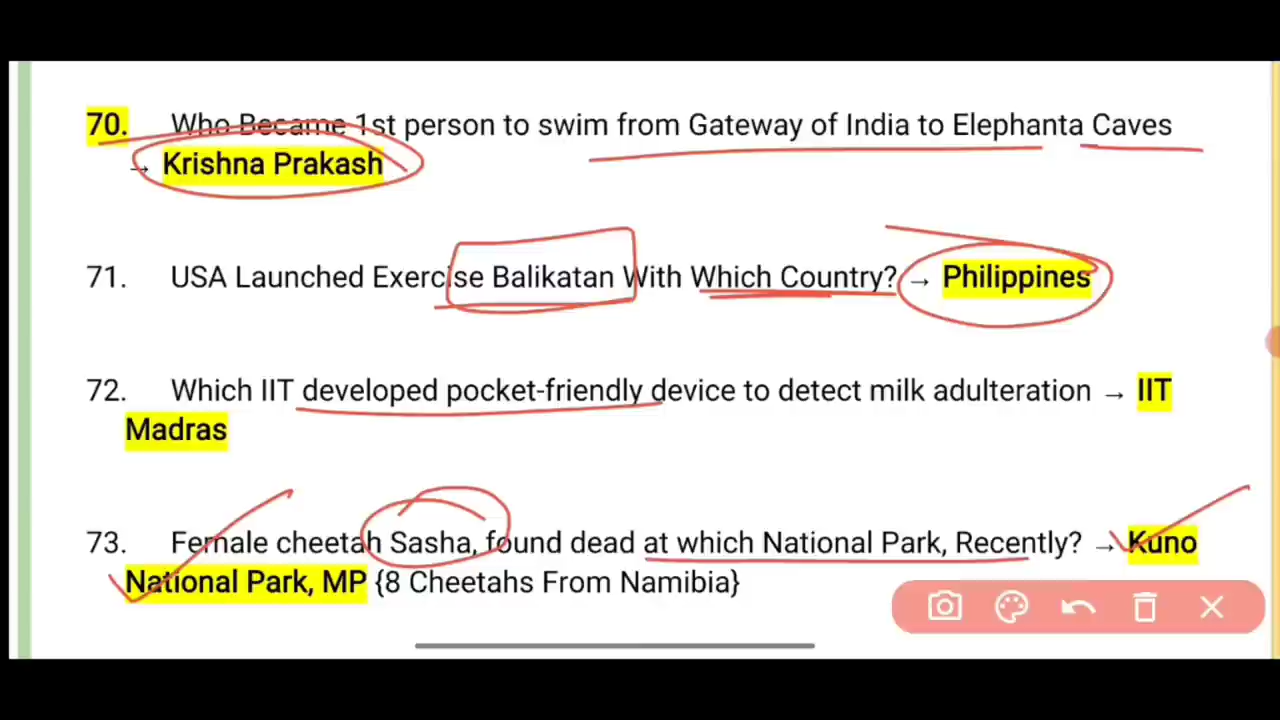 70. Who Became 1st person to swim from Gateway of India to Elephanta Caves
→ Krishna Prakash
71. USA Launched Exercise Balikatan With Which Country? → Philippines
72. Which IIT developed pocket-friendly device to detect milk adulteration → IIT
Madras
73. Female cheetah Sasha, found dead at which National Park, Recently? → Kuno
National Park, MP {8 Cheetahs From Namibia}